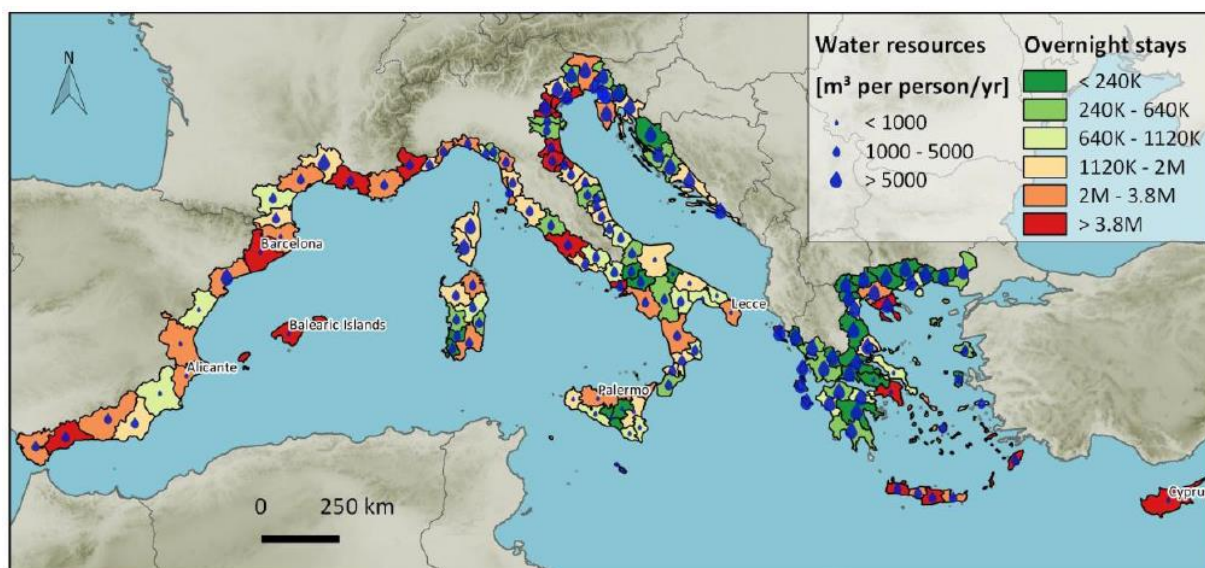 N
Water resources
[m³ per person/yr]
< 1000
1000 - 5000
> 5000
Overnight stays
< 240K
240K - 640K
640K - 1120K
1120K - 2M
2M - 3.8M
> 3.8M
Barcelona
Balearic Islands
Alicante
Lecce
Palermo
Cypru
0 250 km